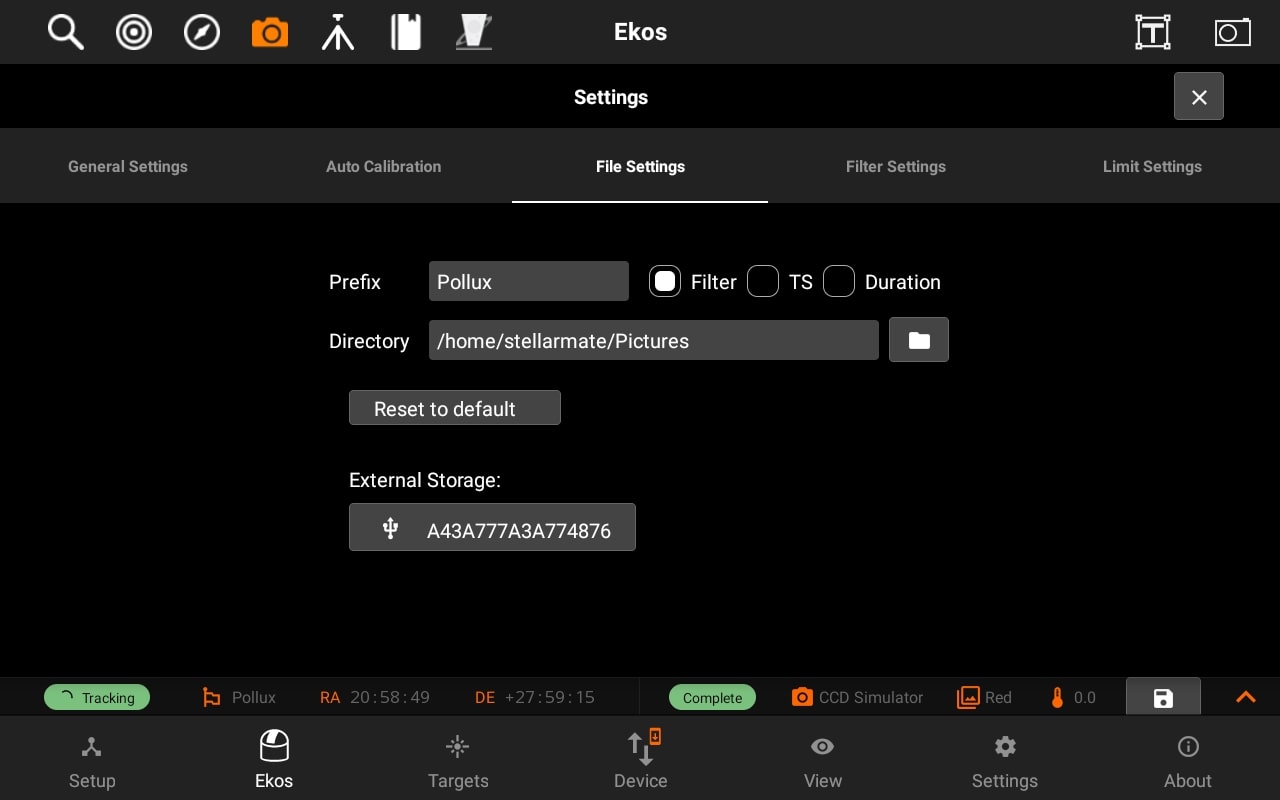 Ekos
T
Settings
General Settings Auto Calibration File Settings Filter Settings Limit Settings
Prefix Pollux Filter TS Duration
Directory /home/stellarmate/Pictures
Reset to default
External Storage:
A43A777A3A774876
Tracking Pollux RA 20:58:49 DE +27:59:15 Complete CCD Simulator Red 0.0
Setup Ekos Targets Device View Settings About